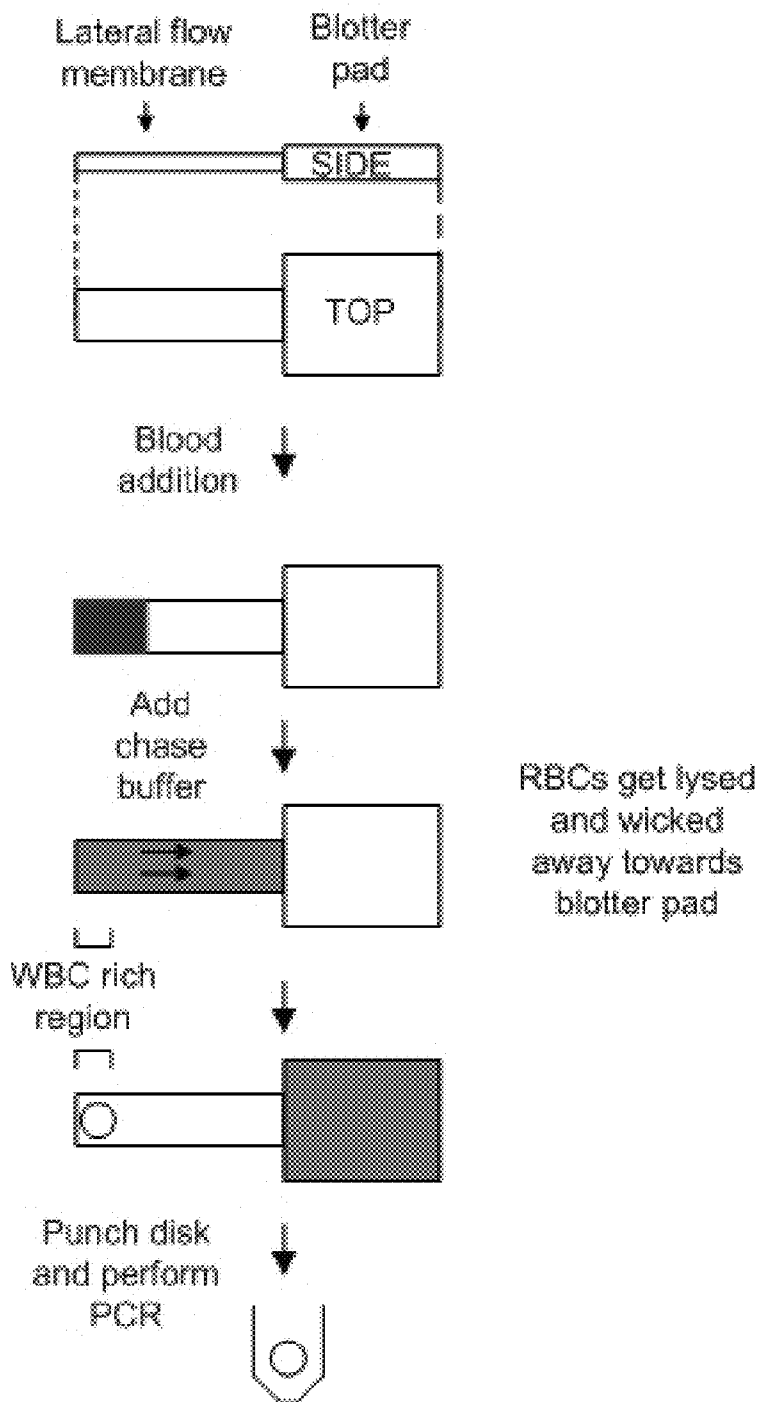 Lateral flow
membrane
Blotter
pad
SIDE
TOP
Blood
addition
Add
chase
buffer
RBCs get lysed
and wicked
away towards
blotter pad
WBC rich
region
Punch disk
and perform
PCR